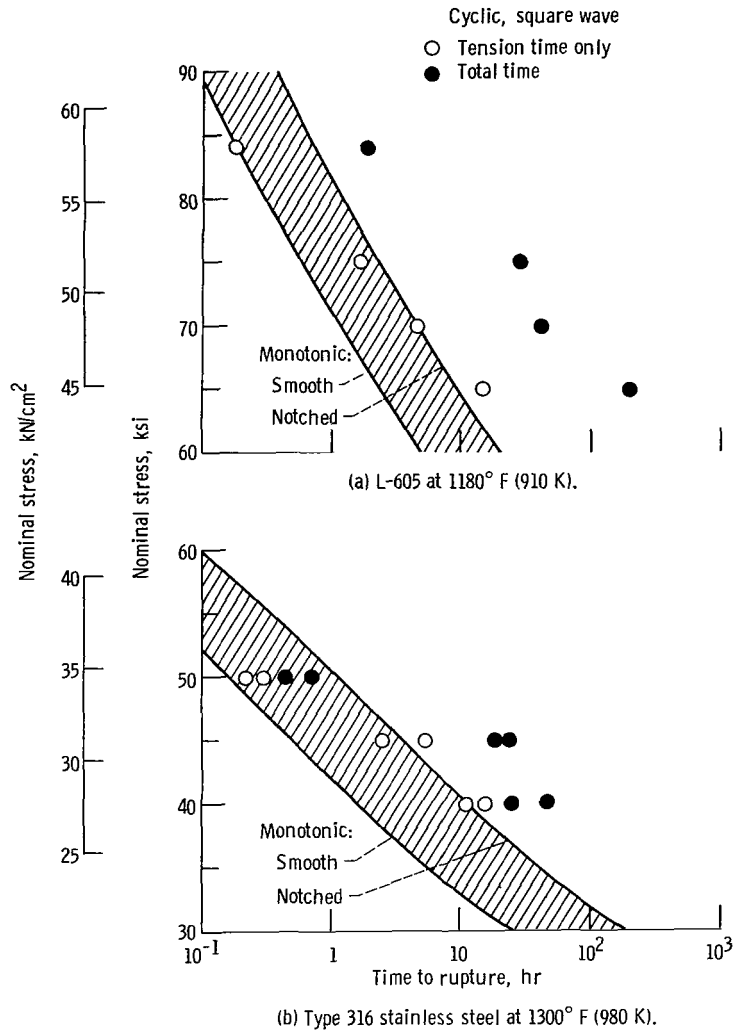 Cyclic, square wave
Tension time only
Total time
90
80
70
60
60
55
50
45
Nominal stress, kN/cm2
Nominal stress, ksi
Monotonic:
Smooth
Notched
1
10
(a) L-605 at 1180° F (910 K).
60
50
40
30
40
35
30
25
Monotonic:
Smooth
Notched
10-1
1
10
102
103
Time to rupture, hr
(b) Type 316 stainless steel at 1300° F (980 K).